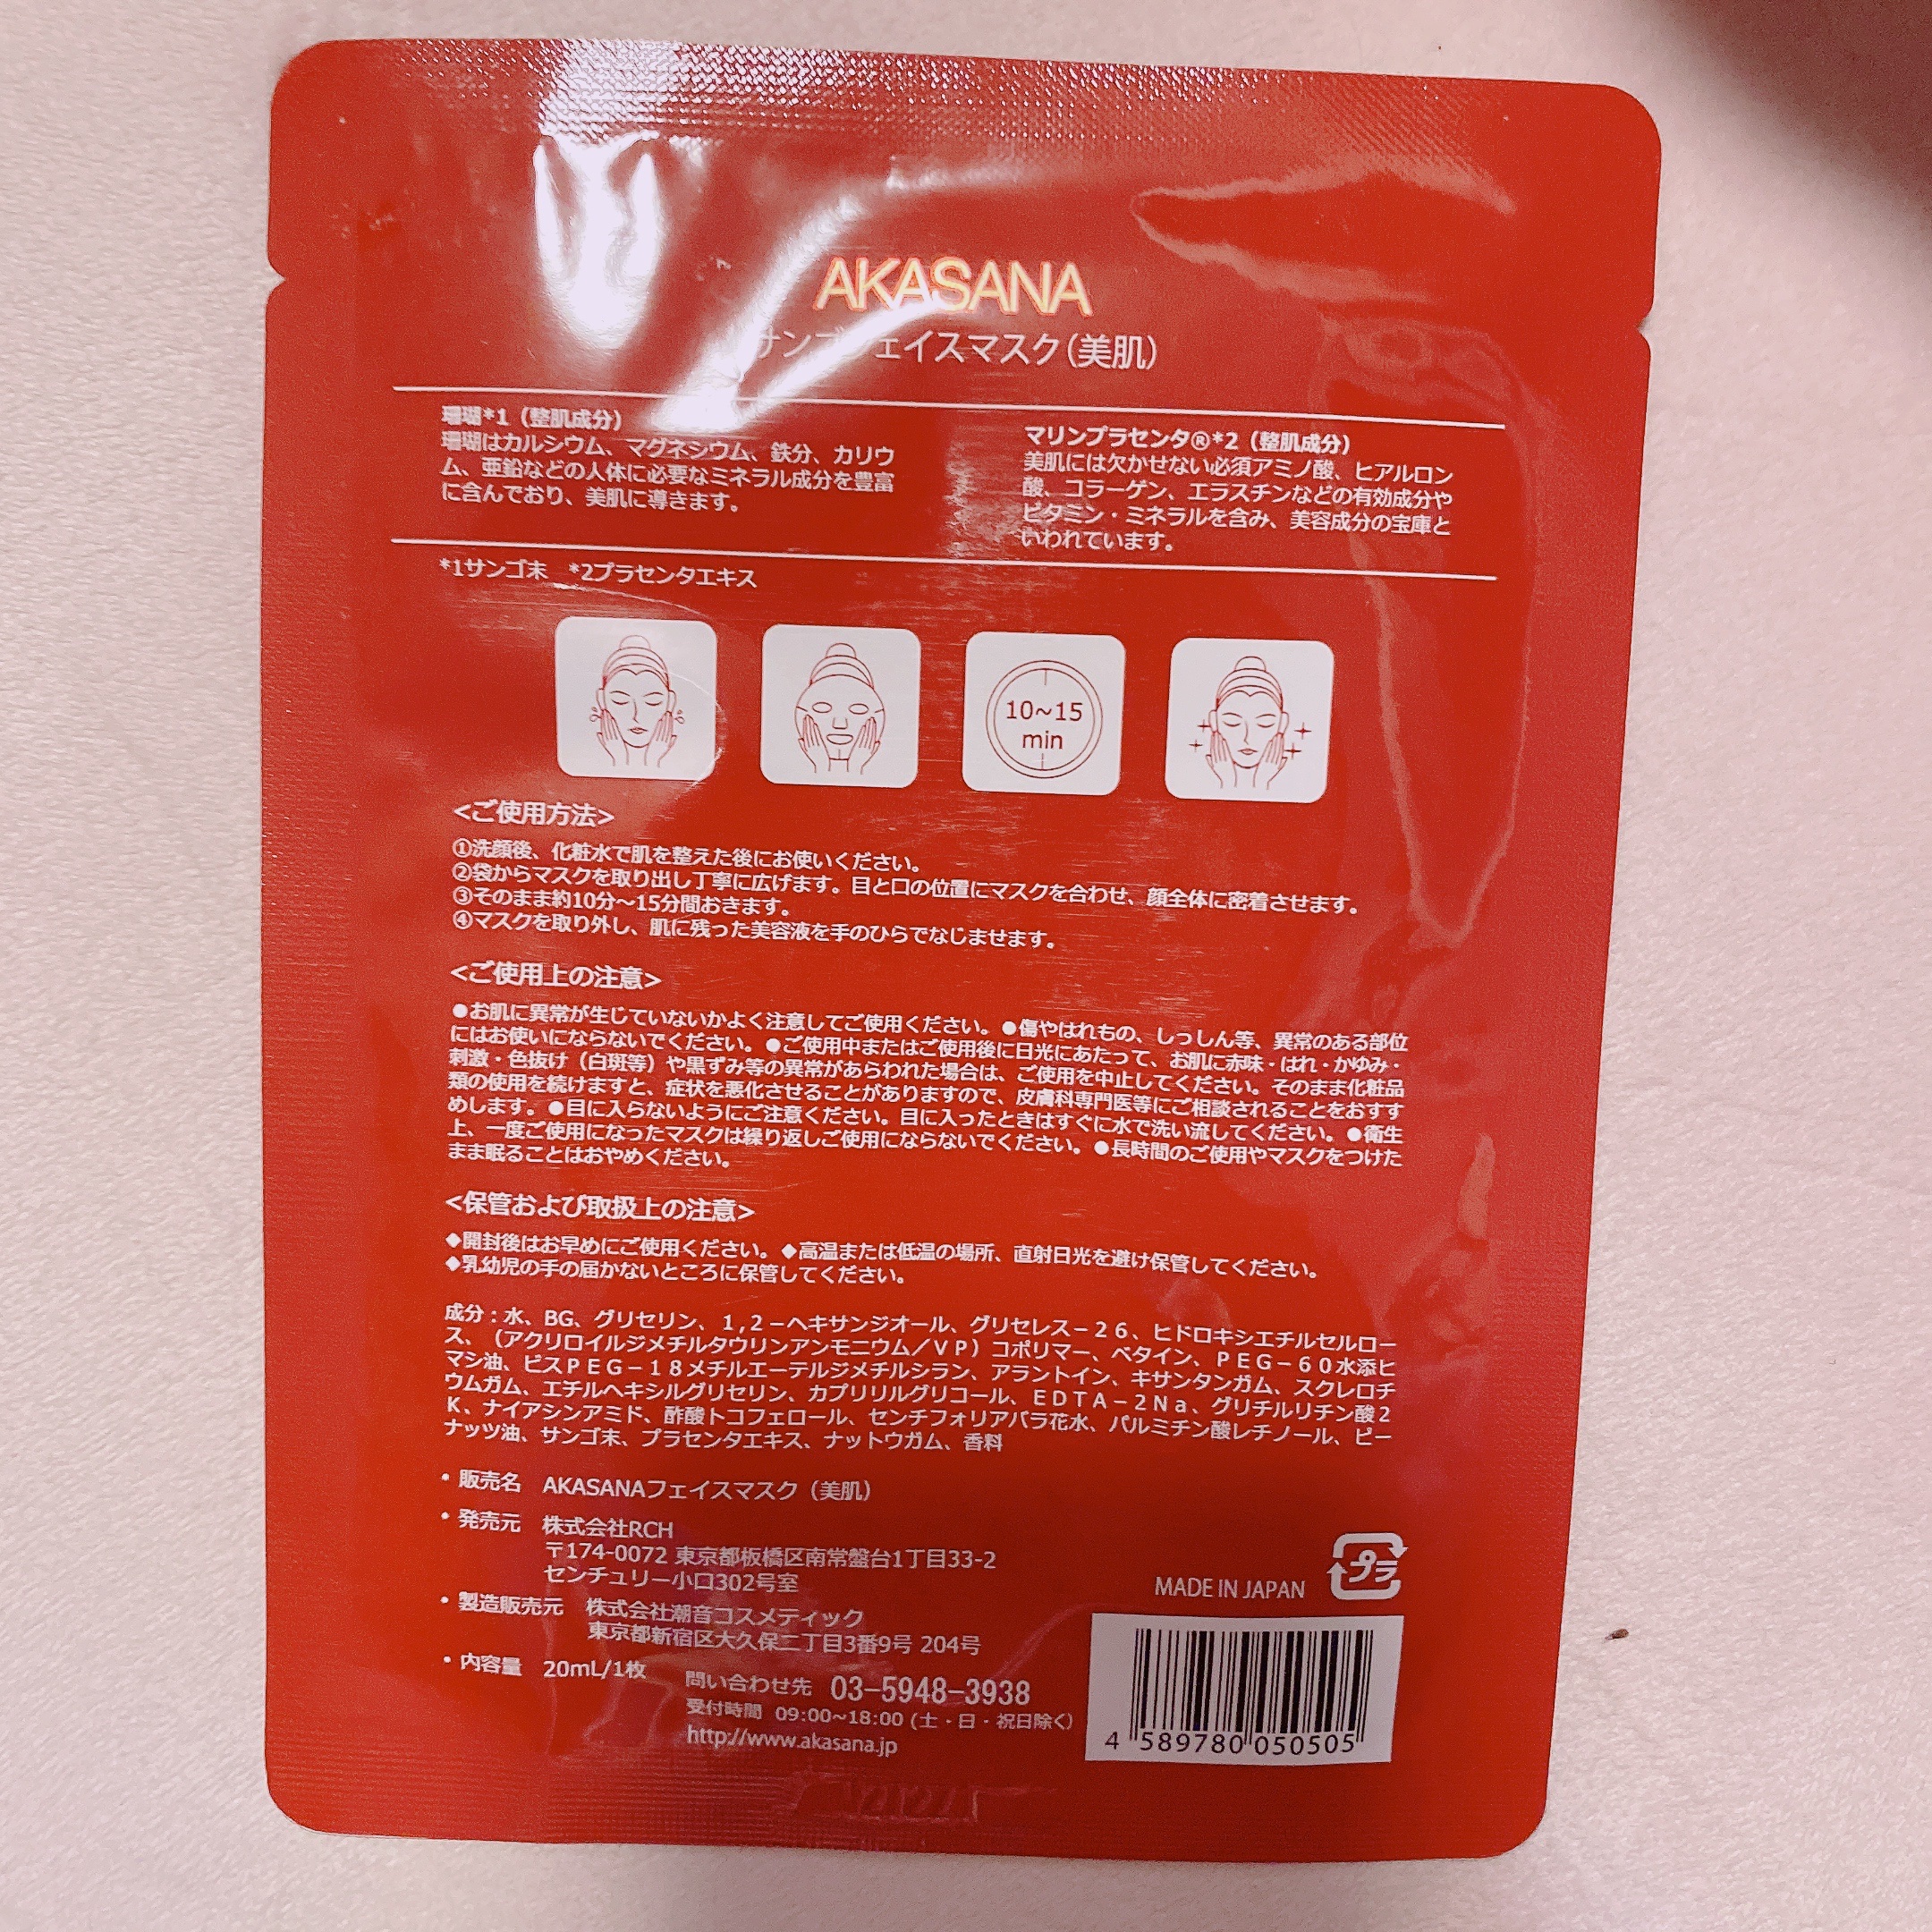 AKASANA
サンゴフェイスマスク（美肌）
珊瑚*1（整肌成分）
珊瑚はカルシウム、マグネシウム、鉄分、カリウ
ム、亜鉛などの人体に必要なミネラル成分を豊富
に含んでおり、美肌に導きます。
マリンプラセンタ®*2（整肌成分）
美肌には欠かせない必須アミノ酸、ヒアルロン
酸、コラーゲン、エラスチンなどの有効成分や
ビタミン・ミネラルを含み、美容成分の宝庫と
いわれています。
*1サンゴ末　*2プラセンタエキス
10~15
min
<ご使用方法>
①洗顔後、化粧水で肌を整えた後にお使いください。
②袋からマスクを取り出し丁寧に広げます。目と口の位置にマスクを合わせ、顔全体に密着させます。
③そのまま約10分～15分間おきます。
④マスクを取り外し、肌に残った美容液を手のひらでなじませます。
<ご使用上の注意>
●お肌に異常が生じていないかよく注意してご使用ください。●傷やはれもの、しっしん等、異常のある部位
にはお使いにならないでください。●ご使用中またはご使用後に日光にあたって、お肌に赤味・はれ・かゆみ・
刺激・色抜け（白斑等）や黒ずみ等の異常があらわれた場合は、ご使用を中止してください。そのまま化粧品
類の使用を続けますと、症状を悪化させることがありますので、皮膚科専門医等にご相談されることをおすす
めします。●目に入らないようにご注意ください。目に入ったときはすぐに水で洗い流してください。●衛生
上、一度ご使用になったマスクは繰り返しご使用にならないでください。●長時間のご使用やマスクをつけた
まま眠ることはおやめください。
<保管および取扱上の注意>
◆開封後はお早めにご使用ください。◆高温または低温の場所、直射日光を避け保管してください。
◆乳幼児の手の届かないところに保管してください。
成分：水、BG、グリセリン、１,２－ヘキサンジオール、グリセレス－２６、ヒドロキシエチルセルロー
ス、（アクリロイルジメチルタウリンアンモニウム／ＶＰ）コポリマー、ベタイン、ＰＥＧ－６０水添ヒ
マシ油、ビスＰＥＧ－１８メチルエーテルジメチルシラン、アラントイン、キサンタンガム、スクレロチ
ウムガム、エチルヘキシルグリセリン、カプリリルグリコール、ＥＤＴＡ－２Ｎａ、グリチルリチン酸２
Ｋ、ナイアシンアミド、酢酸トコフェロール、センチフォリアバラ花水、パルミチン酸レチノール、ピー
ナッツ油、サンゴ末、プラセンタエキス、ナットウガム、香料
・販売名　AKASANAフェイスマスク（美肌）
・発売元　株式会社RCH
〒174-0072 東京都板橋区南常盤台1丁目33-2
センチュリー小口302号室
・製造販売元　株式会社潮音コスメティック
東京都新宿区大久保二丁目3番9号 204号
・内容量　20mL/1枚
問い合わせ先　03-5948-3938
受付時間　09:00~18:00 (土・日・祝日除く)
http://www.akasana.jp
MADE IN JAPAN
プラ
4 589780 050505